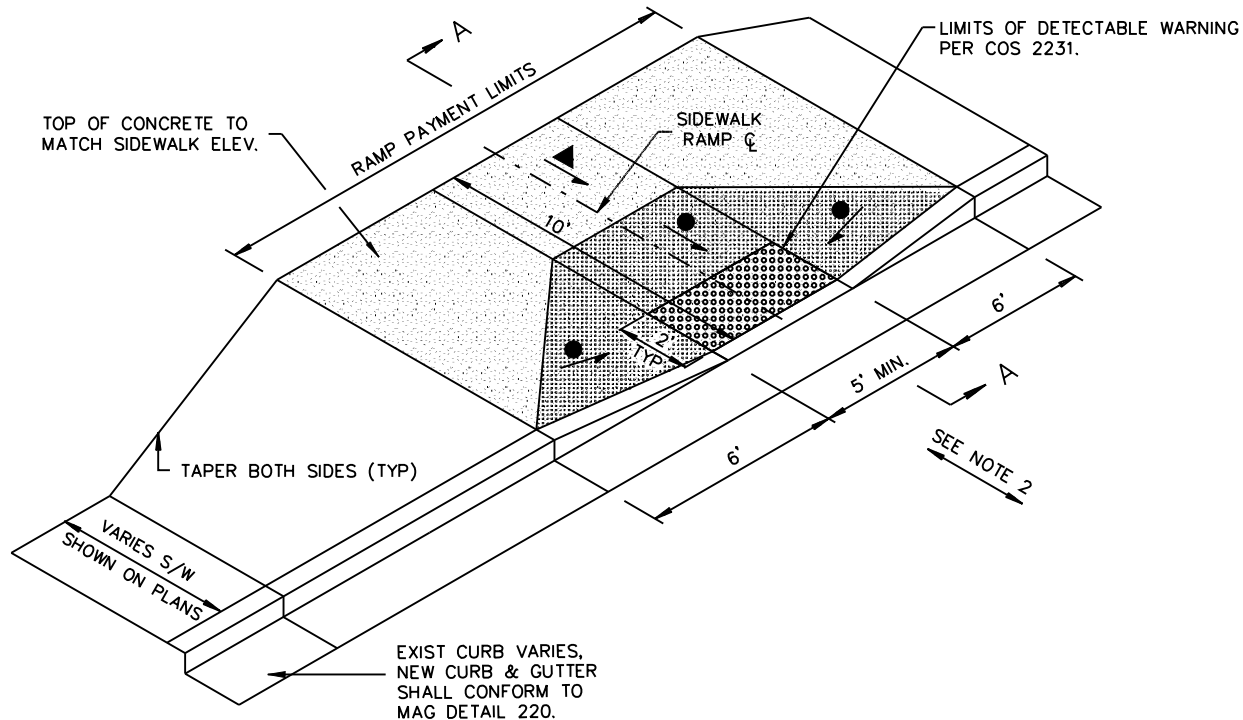 A
LIMITS OF DETECTABLE WARNING
PER COS 2231.
RAMP PAYMENT LIMITS
TOP OF CONCRETE TO
MATCH SIDEWALK ELEV.
SIDEWALK
RAMP ℄
10'
2'
TYP.
6'
5' MIN.
A
6'
SEE NOTE 2
TAPER BOTH SIDES (TYP)
VARIES S/W
SHOWN ON PLANS
EXIST CURB VARIES,
NEW CURB & GUTTER
SHALL CONFORM TO
MAG DETAIL 220.